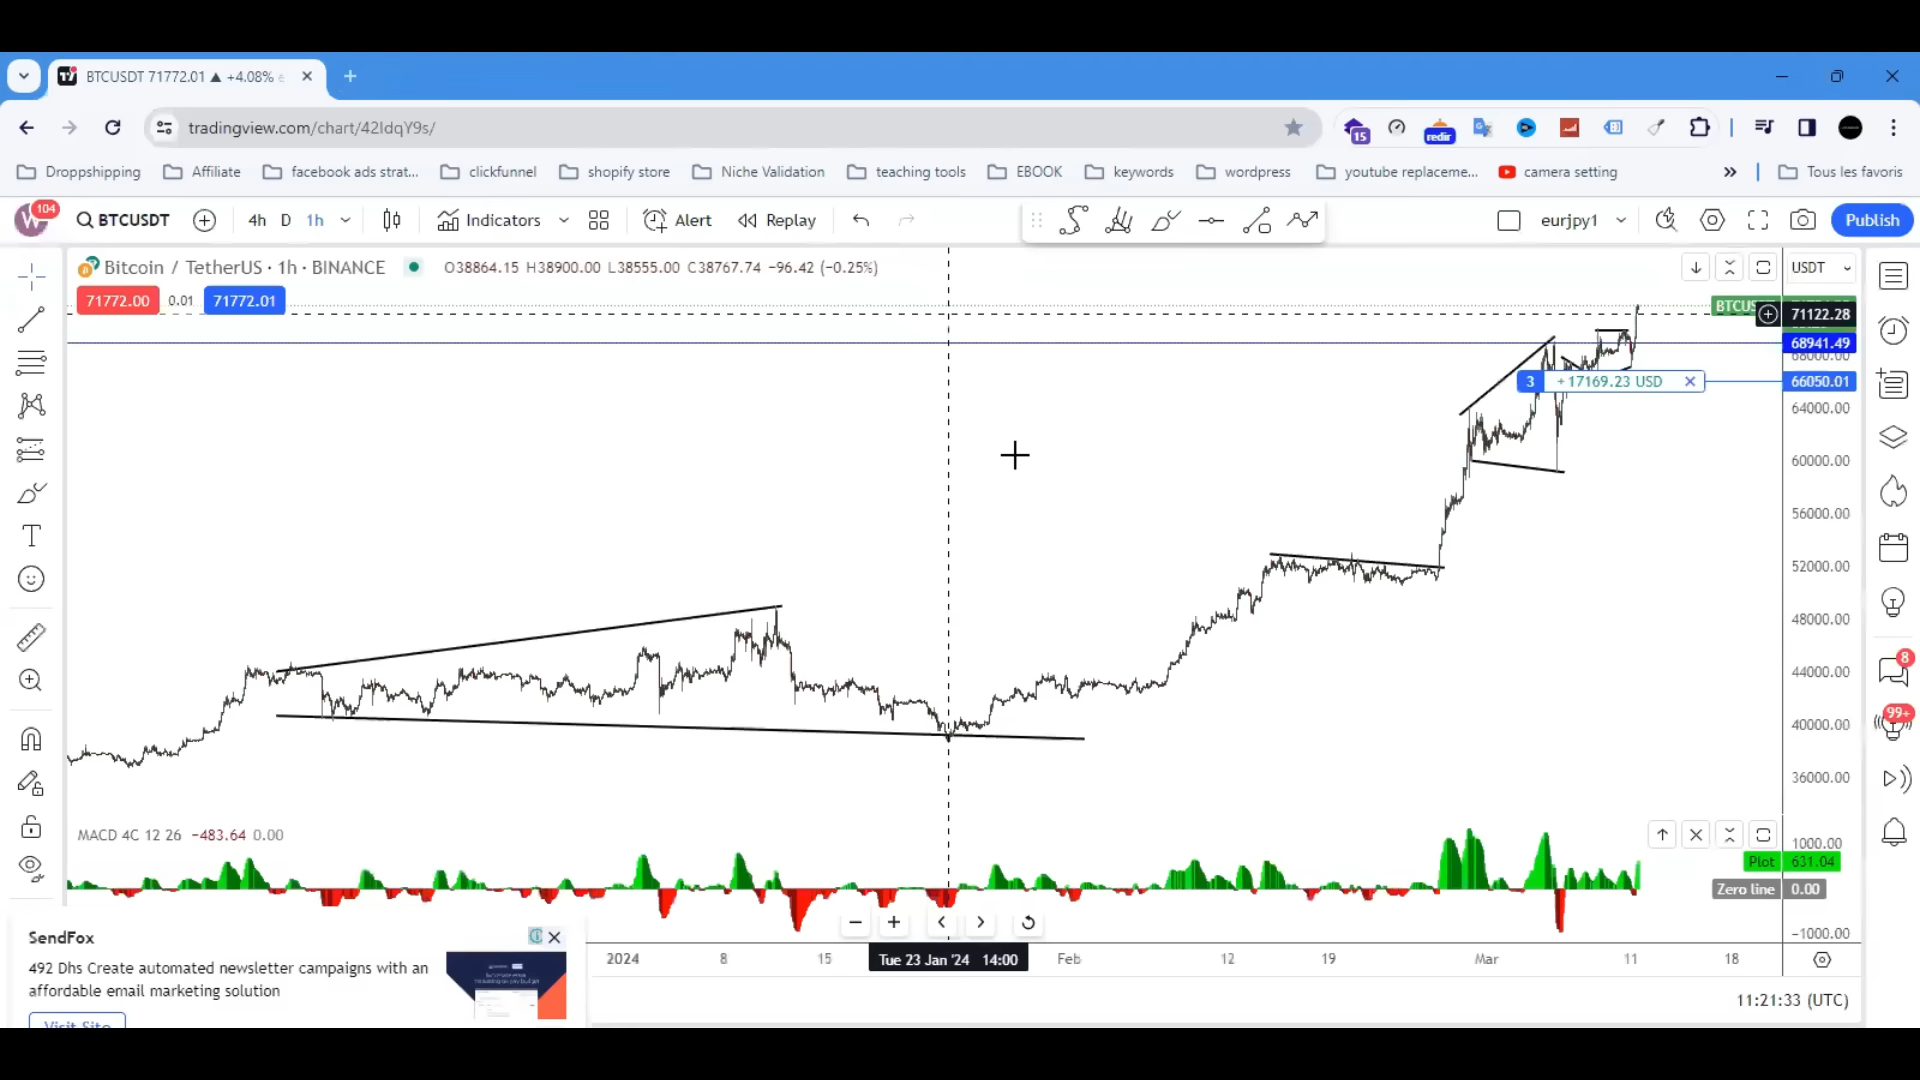 BTCUSDT 71772.01 ▲ +4.08%
tradingview.com/chart/42IdqY9s/
15
redir
Droppshipping
Affiliate
facebook ads strat...
clickfunnel
shopify store
Niche Validation
teaching tools
EBOOK
keywords
wordpress
youtube replaceme...
camera setting
Tous les favoris
104
BTCUSDT
4h D 1h
Indicators
Alert
Replay
eurjpy1
Publish
Bitcoin / TetherUS · 1h · BINANCE
O38864.15 H38900.00 L38555.00 C38767.74 −96.42 (−0.25%)
USDT
71772.00 0.01 71772.01
71122.28
68941.49
68000.00
3 +17169.23 USD
66050.01
64000.00
60000.00
56000.00
52000.00
48000.00
44000.00
40000.00
36000.00
8
99+
MACD 4C 12 26 −483.64 0.00
1000.00
Plot 631.04
Zero line 0.00
−1000.00
SendFox
492 Dhs Create automated newsletter campaigns with an
affordable email marketing solution
Visit Site
2024 8 15 Tue 23 Jan '24 14:00 Feb 12 19 Mar 11 18
11:21:33 (UTC)